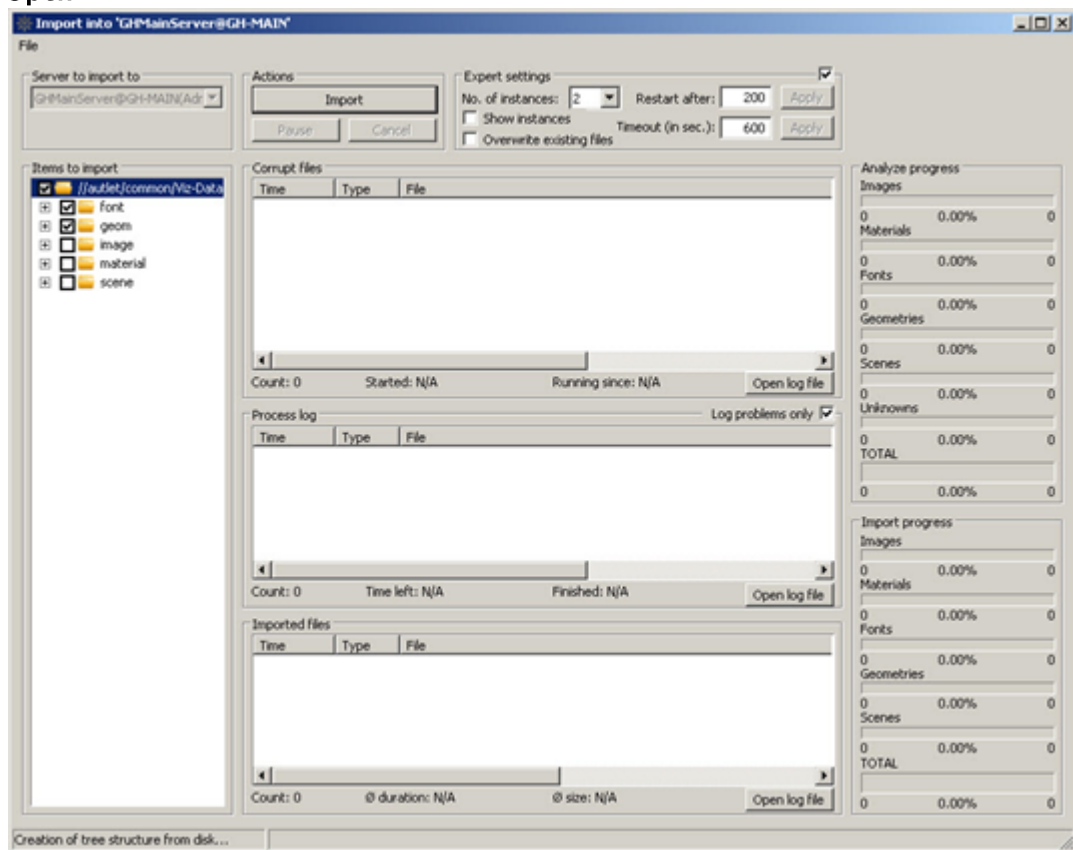 Import into 'GHMainServer@GH-MAIN'
File
Server to import to
GHMainServer@GH-MAIN(Adr
Actions
Import
Pause
Cancel
Expert settings
No. of instances: 2
Restart after: 200
Apply
Show instances
Timeout (in sec.): 600
Apply
Overwrite existing files
Items to import
//autlet/common/Viz-Data
font
geom
image
material
scene
Corrupt files
Time Type File
Count: 0 Started: N/A Running since: N/A Open log file
Process log Log problems only
Time Type File
Count: 0 Time left: N/A Finished: N/A Open log file
Imported files
Time Type File
Count: 0 Ø duration: N/A Ø size: N/A Open log file
Analyze progress
Images
0 0.00% 0
Materials
0 0.00% 0
Fonts
0 0.00% 0
Geometries
0 0.00% 0
Scenes
0 0.00% 0
Unknowns
0 0.00% 0
TOTAL
0 0.00% 0
Import progress
Images
0 0.00% 0
Materials
0 0.00% 0
Fonts
0 0.00% 0
Geometries
0 0.00% 0
Scenes
0 0.00% 0
TOTAL
0 0.00% 0
Creation of tree structure from disk...